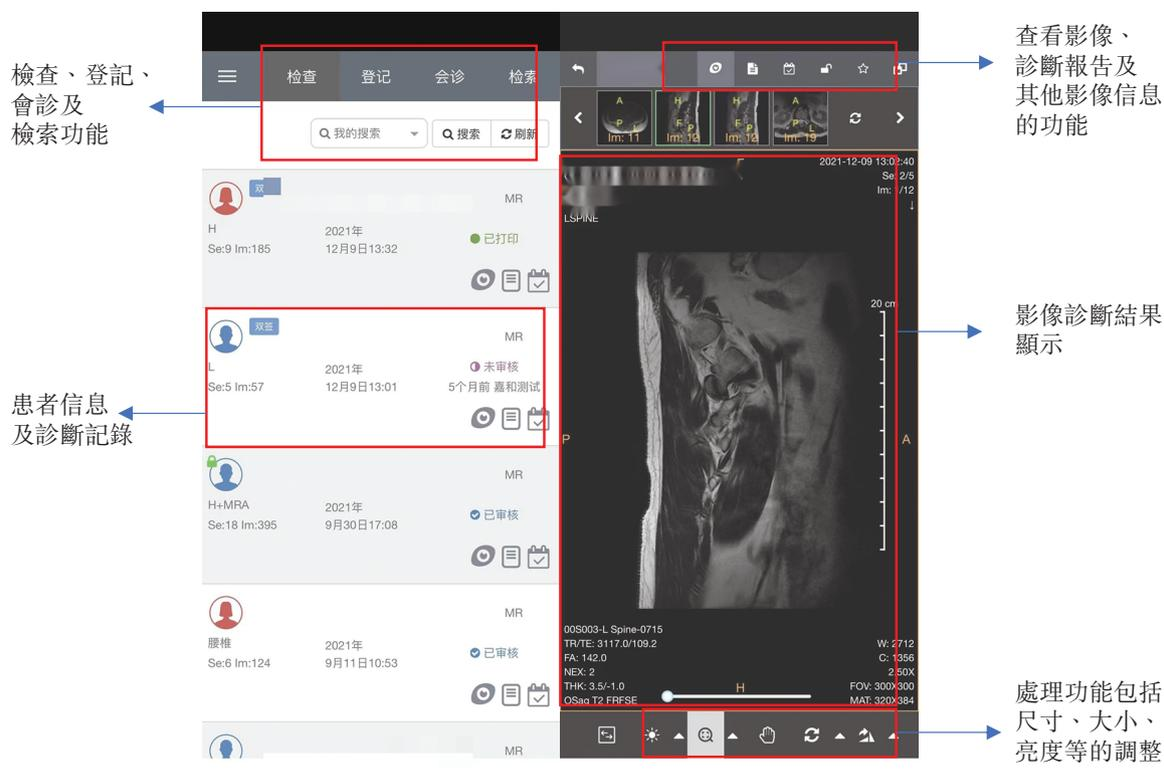 檢查、登記、
會診及
檢索功能
患者信息
及診斷記錄
检查 登记 会诊 检索
我的搜索 搜索 刷新
双
MR
H
2021年
已打印
Se:9 Im:185
12月9日13:32
双签
MR
L
2021年
未审核
Se:5 Im:57
12月9日13:01
5个月前 嘉和测试
MR
H+MRA
2021年
已审核
Se:18 Im:395
9月30日17:08
MR
腰椎
2021年
已审核
Se:6 Im:124
9月11日10:53
MR
A
P
L
Im: 11
H
F
P
Im: 12
H
F
P
Im: 12
A
P
L
Im: 19
2021-12-09 13:02:40
Se: 2/5
Im: 1/12
LSPINE
20 cm
P
A
00S003-L Spine-0715
TR/TE: 3117.0/109.2
FA: 142.0
NEX: 2
THK: 3.5/-1.0
OSag T2 FRFSE
H
W: 2712
C: 1356
2.50X
FOV: 300X300
MAT: 320X384
查看影像、
診斷報告及
其他影像信息
的功能
影像診斷結果
顯示
處理功能包括
尺寸、大小、
亮度等的調整